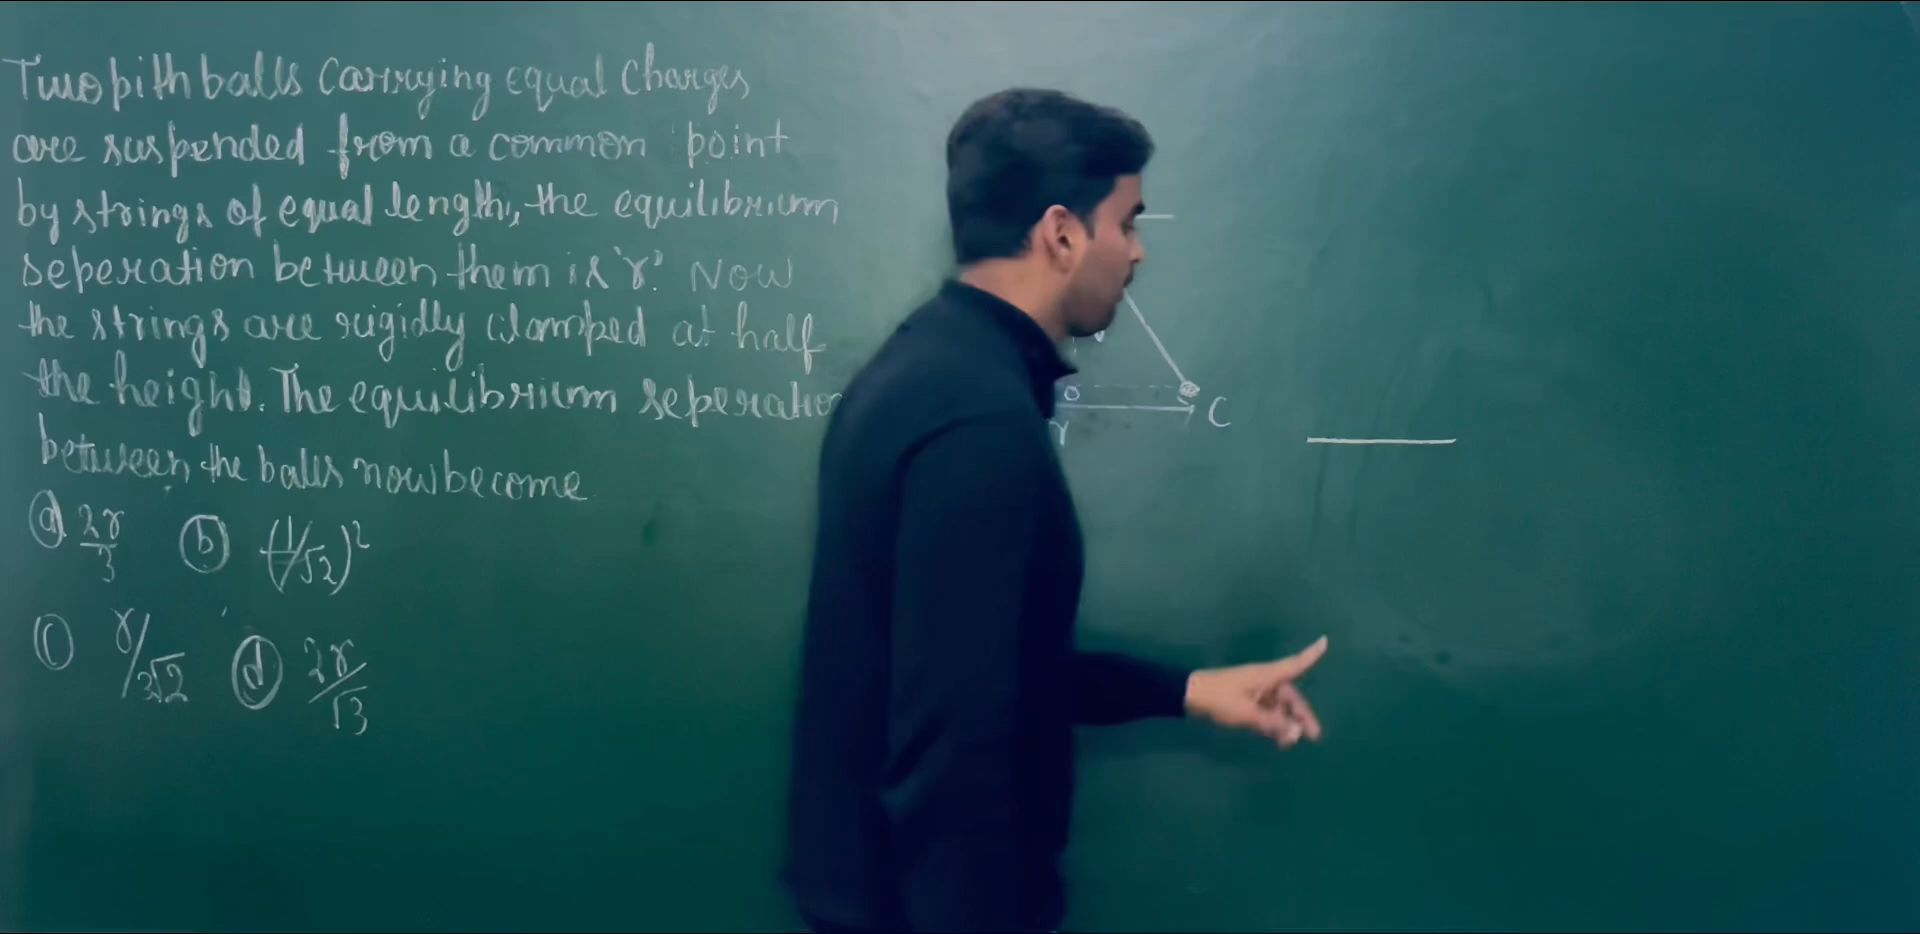 Two pith balls carrying equal charges
are suspended from a common point
by strings of equal length, the equilibrium
seperation between them is 'r'. Now
the strings are rigidly clamped at half
the height. The equilibrium seperation
between the balls now become
(a) 2r/3 (b) (1/√2)²
(c) r/³√2 (d) 2r/√3
O
C
r